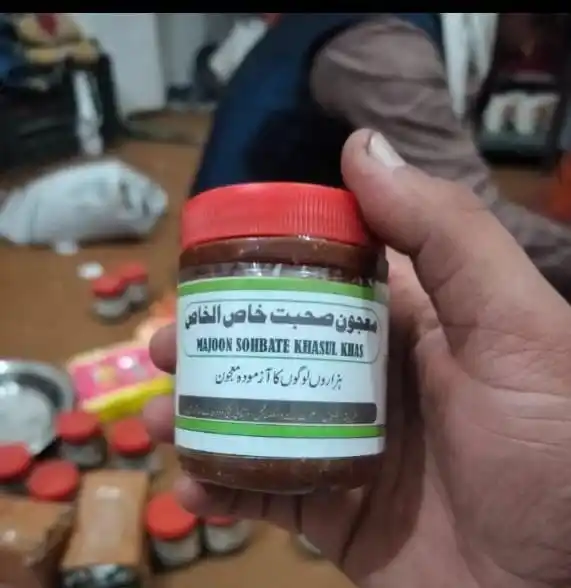 معجون صحبت خاص الخاص
MAJOON SOHBATE KHASUL KHAS
ہزاروں لوگوں کا آزمودہ معجون